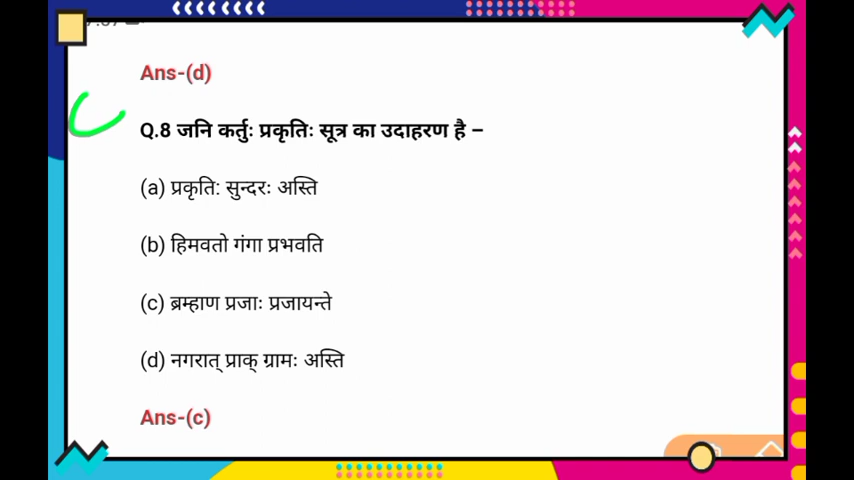 Ans-(d)
Q.8 जनि कर्तुः प्रकृतिः सूत्र का उदाहरण है –
(a) प्रकृति: सुन्दरः अस्ति
(b) हिमवतो गंगा प्रभवति
(c) ब्रम्हाण प्रजाः प्रजायन्ते
(d) नगरात् प्राक् ग्रामः अस्ति
Ans-(c)